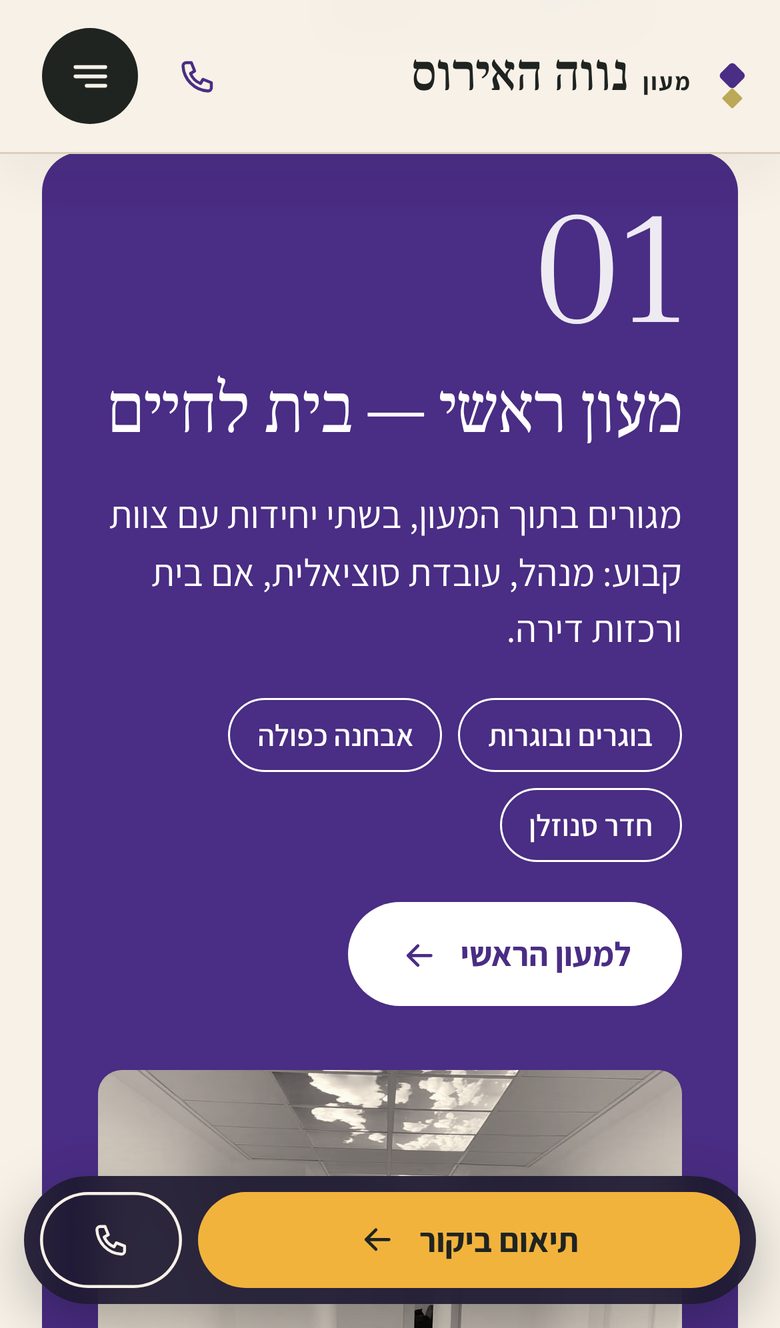 מעון נווה האירוס
01
מעון ראשי — בית לחיים
מגורים בתוך המעון, בשתי יחידות עם צוות
קבוע: מנהל, עובדת סוציאלית, אם בית
ורכזות דירה.
בוגרים ובוגרות
אבחנה כפולה
חדר סנוזלן
למעון הראשי ←
תיאום ביקור ←